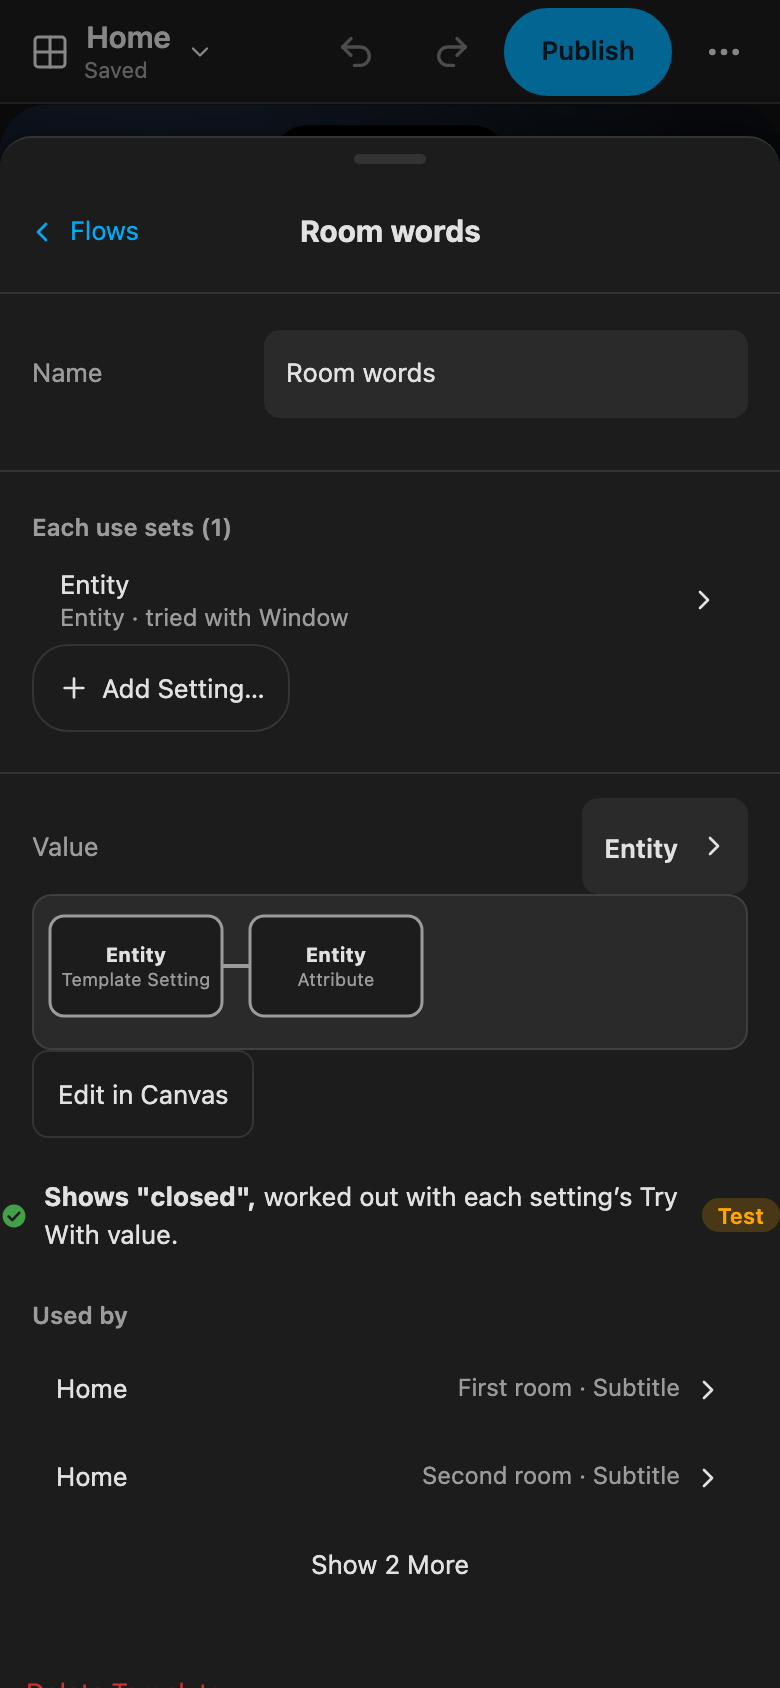 Home
Saved
Publish
Flows
Room words
Name
Room words
Each use sets (1)
Entity
Entity · tried with Window
Add Setting...
Value
Entity
Entity
Template Setting
Entity
Attribute
Edit in Canvas
Shows "closed", worked out with each setting’s Try
With value.
Test
Used by
Home
First room · Subtitle
Home
Second room · Subtitle
Show 2 More
Delete Template